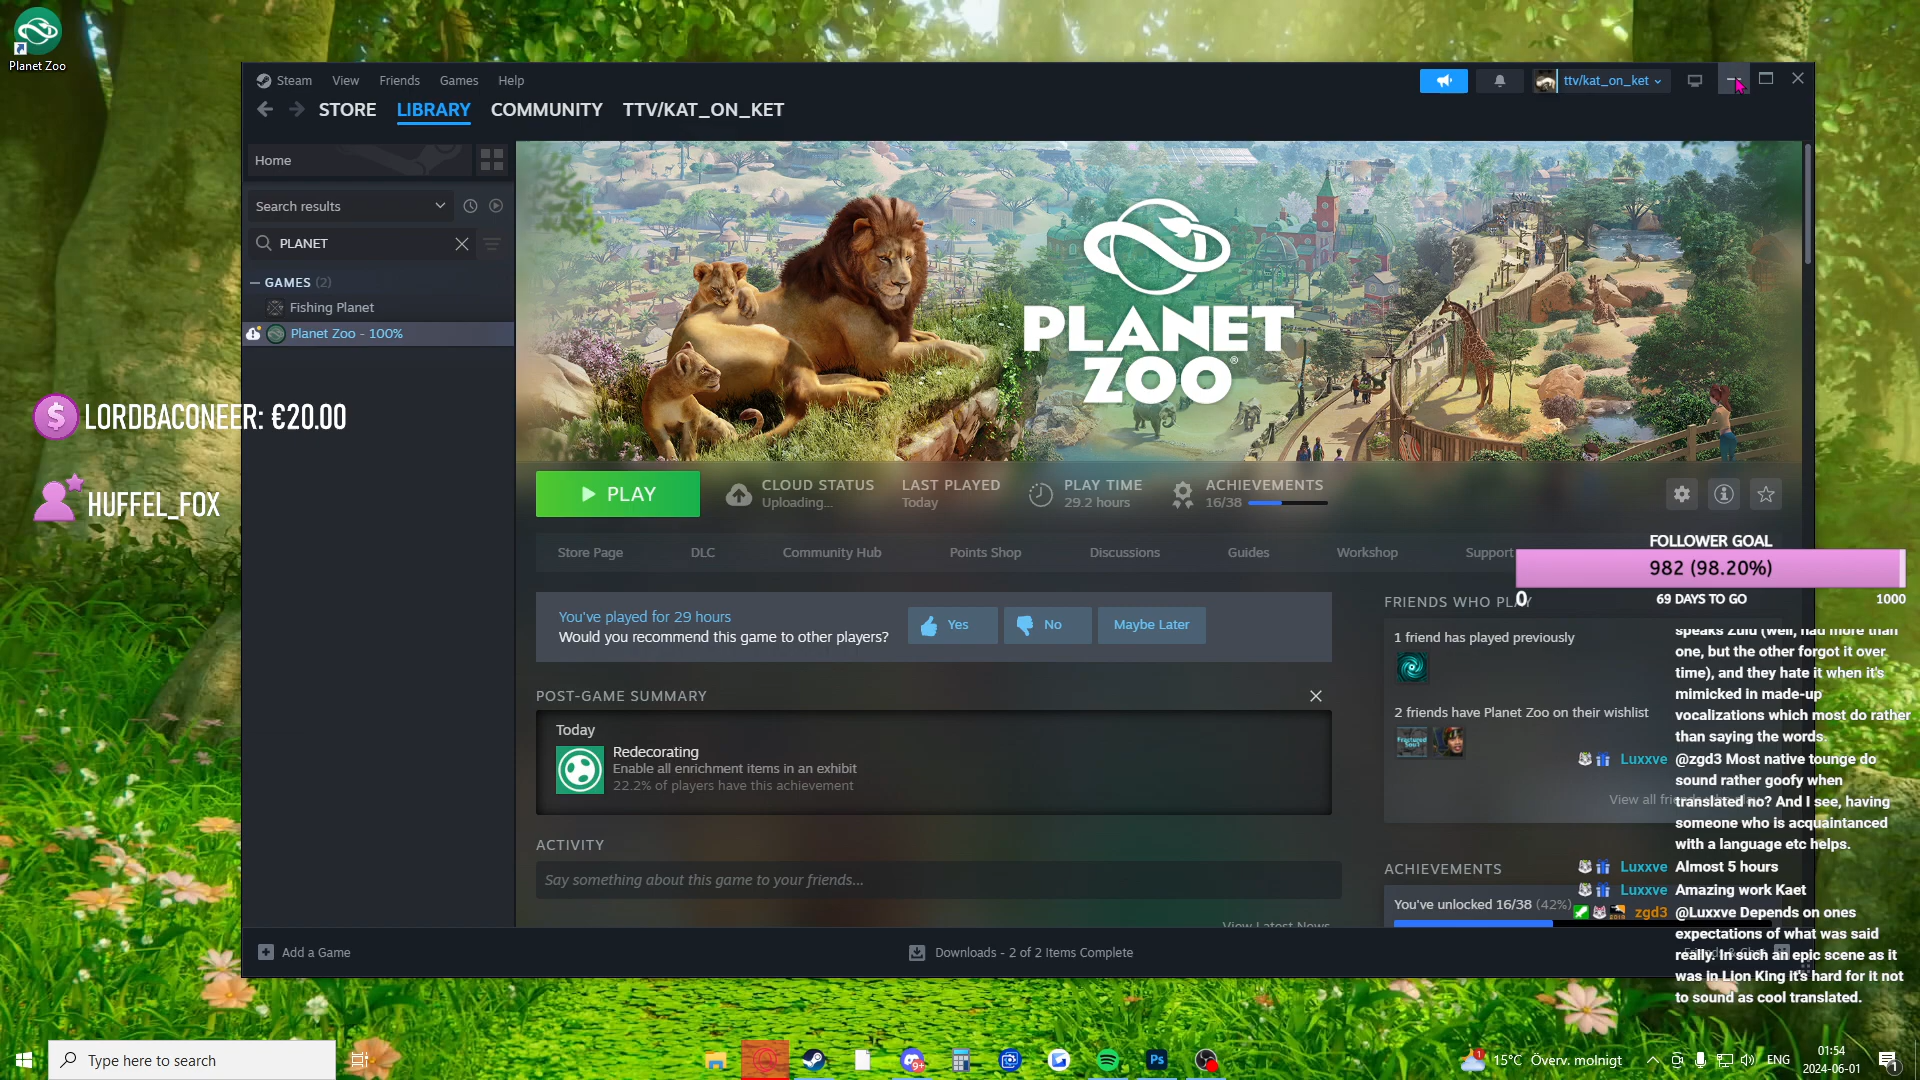 Planet Zoo
Steam View Friends Games Help
ttv/kat_on_ket
STORE LIBRARY COMMUNITY TTV/KAT_ON_KET
Home
Search results
PLANET
GAMES (2)
Fishing Planet
Planet Zoo - 100%
PLANET
ZOO®
LORDBACONEER: €20.00
HUFFEL_FOX
PLAY
CLOUD STATUS
Uploading...
LAST PLAYED
Today
PLAY TIME
29.2 hours
ACHIEVEMENTS
16/38
Store Page DLC Community Hub Points Shop Discussions Guides Workshop Support
FOLLOWER GOAL
982 (98.20%)
0 69 DAYS TO GO 1000
You've played for 29 hours
Would you recommend this game to other players?
Yes No Maybe Later
POST-GAME SUMMARY
Today
Redecorating
Enable all enrichment items in an exhibit
22.2% of players have this achievement
ACTIVITY
Say something about this game to your friends...
View Latest News
FRIENDS WHO PLAY
1 friend has played previously
2 friends have Planet Zoo on their wishlist
ACHIEVEMENTS
You've unlocked 16/38 (42%)
speaks Zulu (well, had more than
one, but the other forgot it over
time), and they hate it when it's
mimicked in made-up
vocalizations which most do rather
than saying the words.
Luxxve @zgd3 Most native tounge do
sound rather goofy when
translated no? And I see, having
someone who is acquaintanced
with a language etc helps.
Luxxve Almost 5 hours
Luxxve Amazing work Kaet
zgd3 @Luxxve Depends on ones
expectations of what was said
really. In such an epic scene as it
was in Lion King it's hard for it not
to sound as cool translated.
Add a Game
Downloads - 2 of 2 Items Complete
Type here to search
9+
Ps
1
15°C Överv. molnigt
ENG
01:54
2024-06-01
1